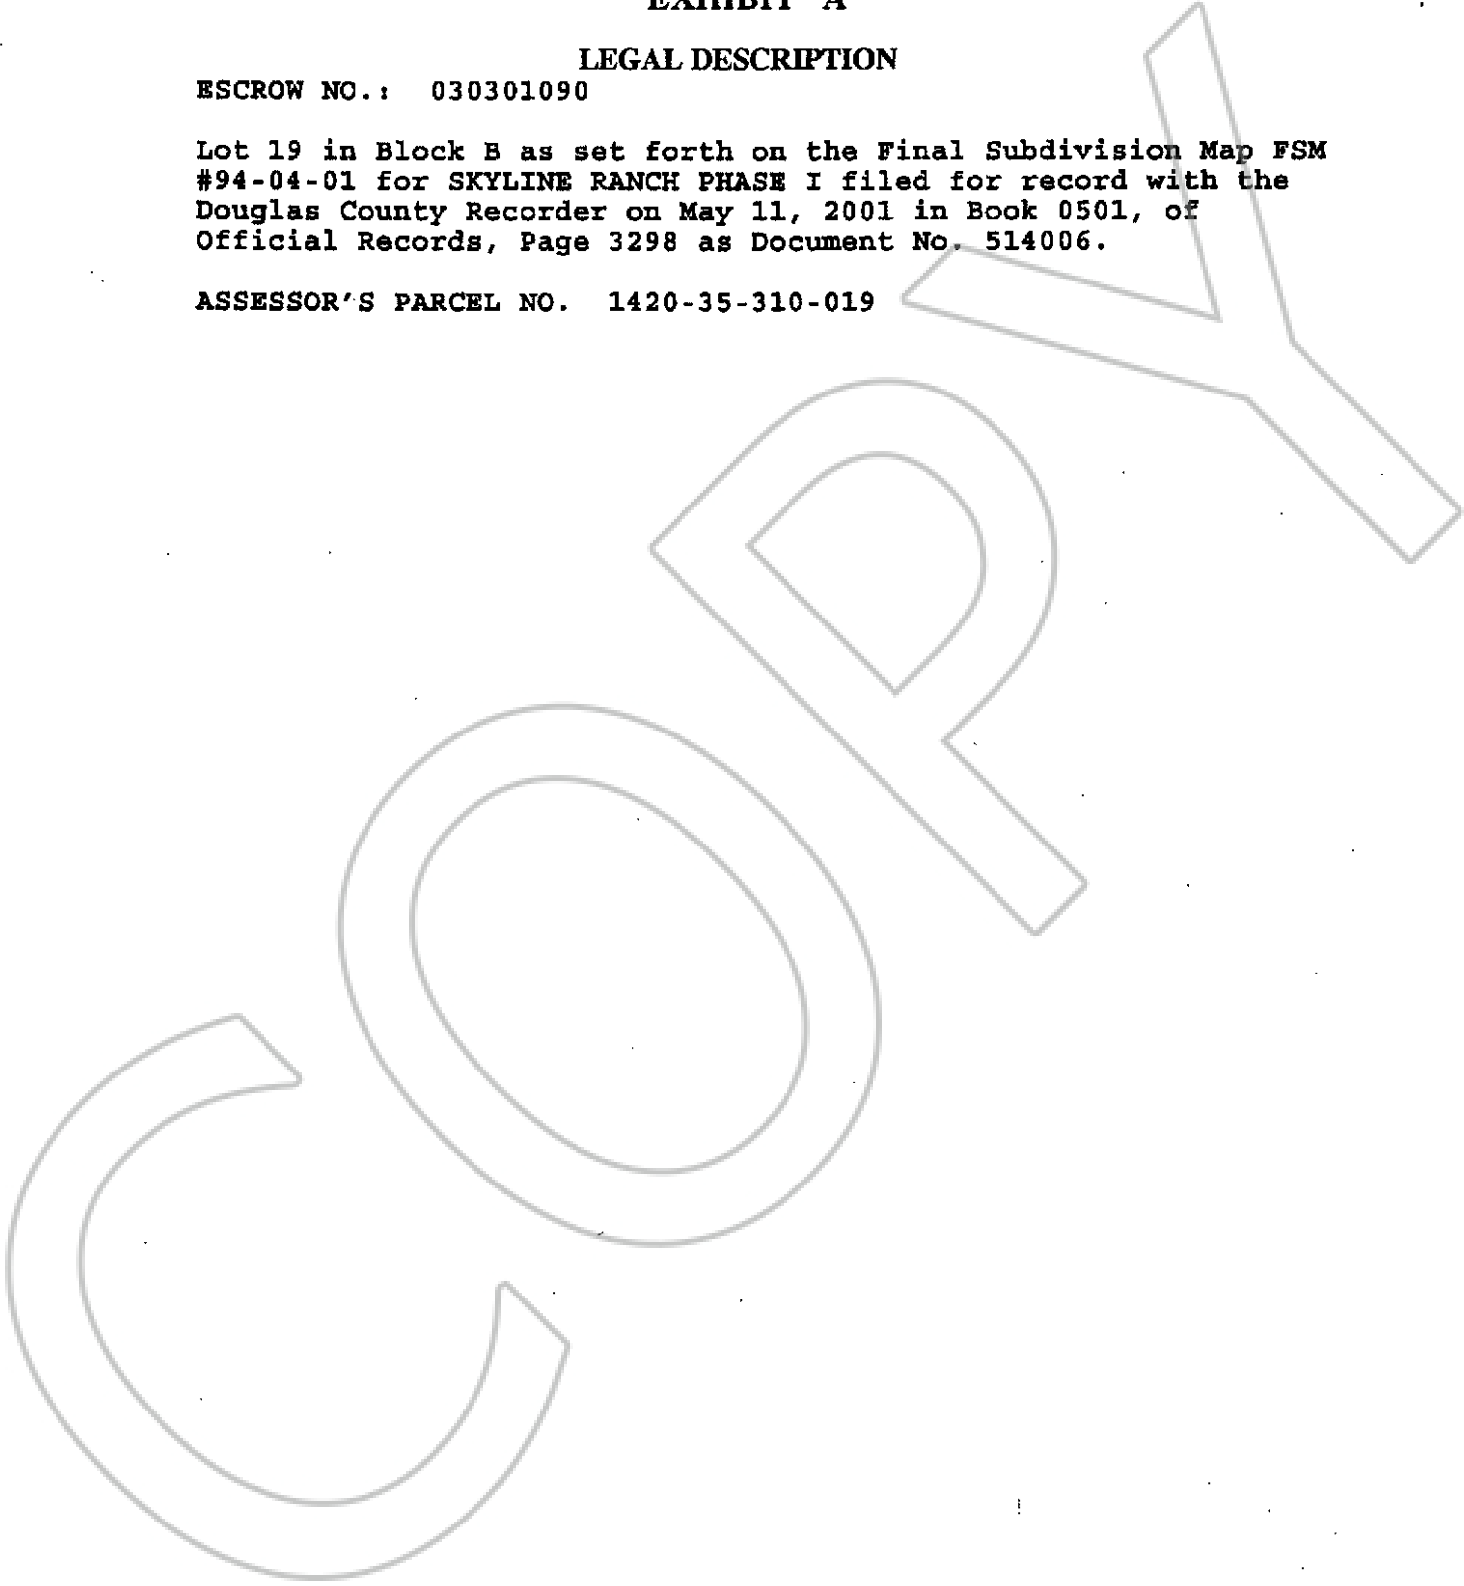 EXHIBIT "A"
LEGAL DESCRIPTION
ESCROW NO.: 030301090
Lot 19 in Block B as set forth on the Final Subdivision Map FSM
#94-04-01 for SKYLINE RANCH PHASE I filed for record with the
Douglas County Recorder on May 11, 2001 in Book 0501, of
Official Records, Page 3298 as Document No. 514006.
ASSESSOR'S PARCEL NO. 1420-35-310-019
COPY